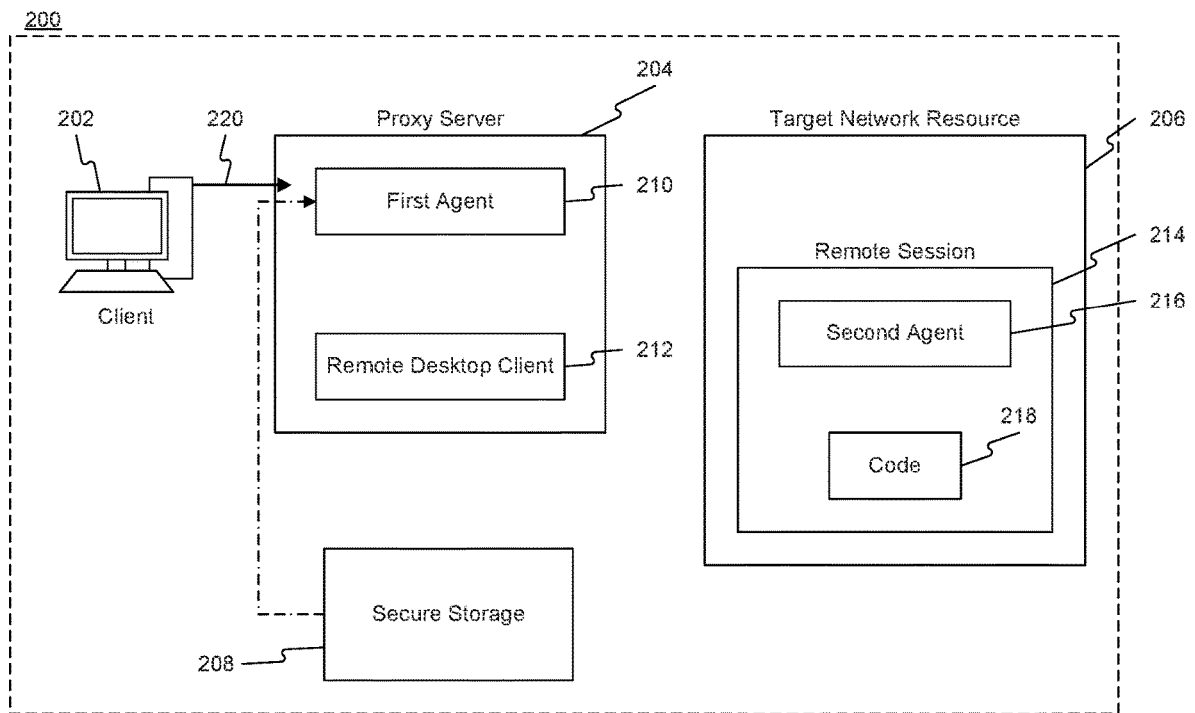 200
204
202
220
Proxy Server
Target Network Resource
206
First Agent
210
Remote Session
214
Client
Second Agent
216
Remote Desktop Client
212
218
Code
Secure Storage
208